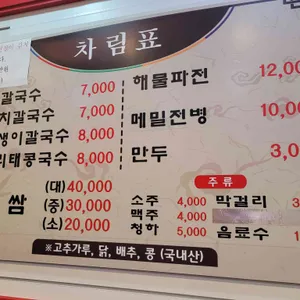 차림표
칼국수 7,000
치칼국수 7,000
생이칼국수 8,000
리태콩국수 8,000
쌈
(대) 40,000
(중) 30,000
(소) 20,000
해물파전 12,000
메밀전병 10,000
만두 3,0
주류
소주 4,000
맥주 4,000
청하 5,000
막걸리 3
음료수 1
※고추가루, 닭, 배추, 콩 (국내산)